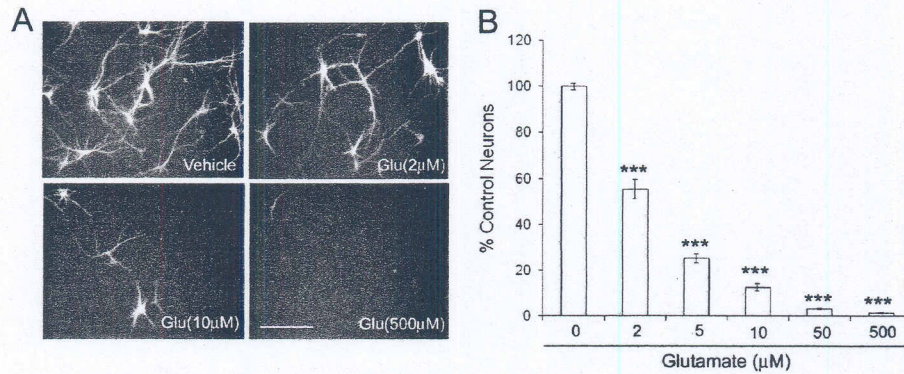 A
Vehicle
Glu(2µM)
Glu(10µM)
Glu(500µM)
B
% Control Neurons
120
100
80
60
40
20
0
***
***
***
***
***
0 2 5 10 50 500
Glutamate (µM)